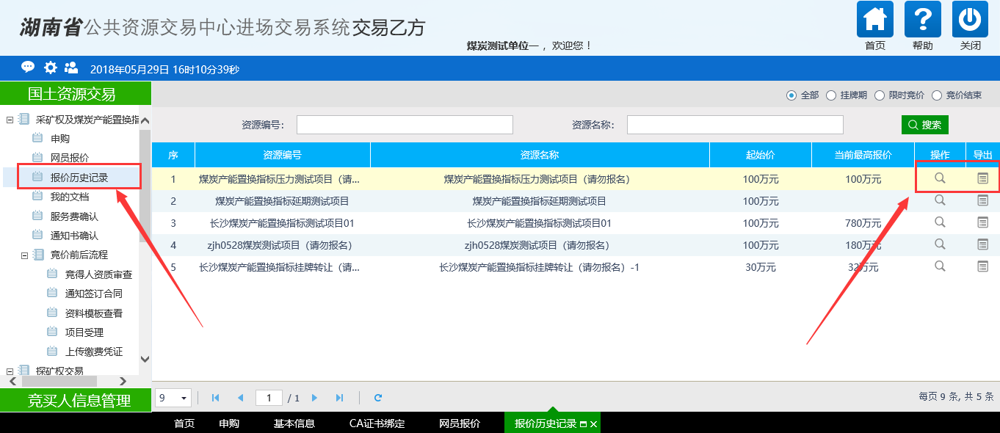 湖南省公共资源交易中心进场交易系统交易乙方
煤炭测试单位一 ，欢迎您！
首页 帮助 关闭
2018年05月29日 16时10分39秒
国土资源交易
全部 挂牌期 限时竞价 竞价结束
采矿权及煤炭产能置换指
申购
网员报价
报价历史记录
我的文档
服务费确认
通知书确认
竞价前后流程
竞得人资质审查
通知签订合同
资料模板查看
项目受理
上传缴费凭证
探矿权交易
竞买人信息管理
资源编号: 资源名称: 搜索
序 资源编号 资源名称 起始价 当前最高报价 操作 导出
1 煤炭产能置换指标压力测试项目（请... 煤炭产能置换指标压力测试项目（请勿报名） 100万元 100万元
2 煤炭产能置换指标延期测试项目 煤炭产能置换指标延期测试项目 100万元
3 长沙煤炭产能置换指标测试项目01 长沙煤炭产能置换指标测试项目01 100万元 780万元
4 zjh0528煤炭测试项目（请勿报名） zjh0528煤炭测试项目（请勿报名） 100万元 180万元
5 长沙煤炭产能置换指标挂牌转让（请... 长沙煤炭产能置换指标挂牌转让（请勿报名）-1 30万元 32万元
9 1 / 1 每页 9 条, 共 5 条
首页 申购 基本信息 CA证书绑定 网员报价 报价历史记录